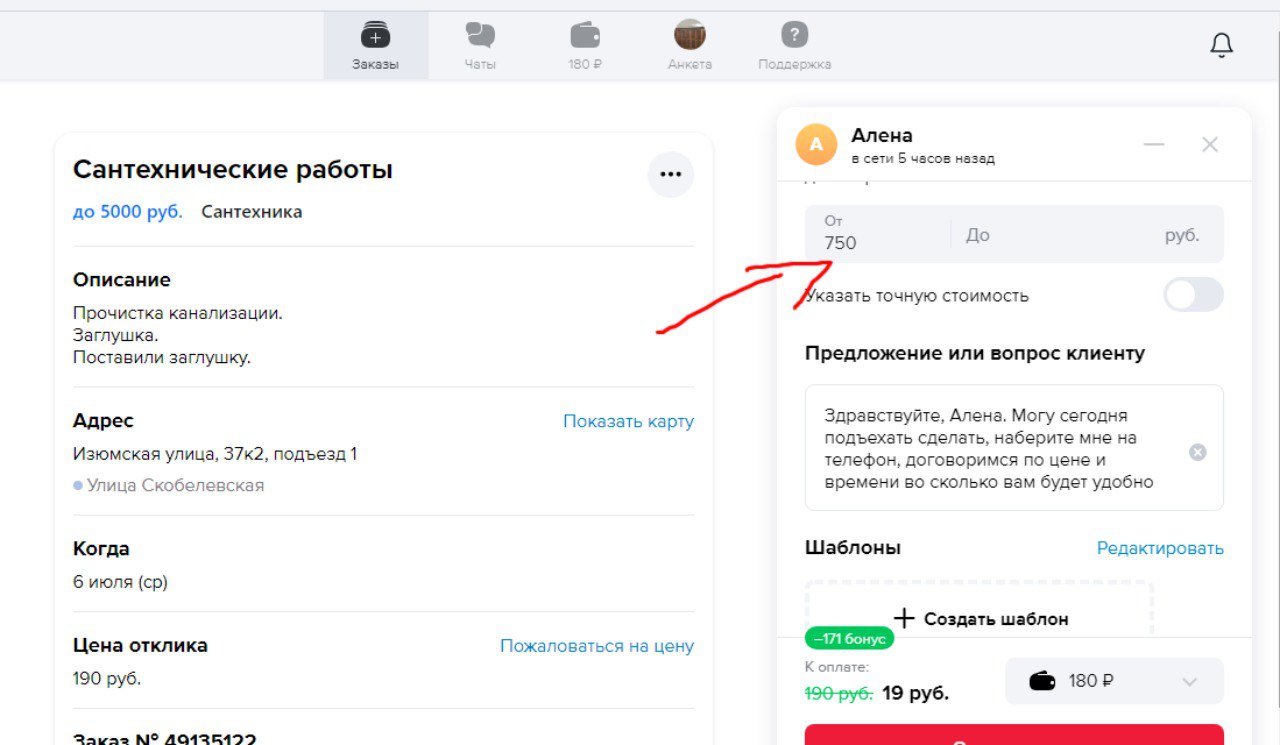 Заказы
Чаты
180 ₽
Анкета
?
Поддержка
Сантехнические работы
до 5000 руб. Сантехника
Описание
Прочистка канализации.
Заглушка.
Поставили заглушку.
Адрес
Показать карту
Изюмская улица, 37к2, подъезд 1
Улица Скобелевская
Когда
6 июля (ср)
Цена отклика
Пожаловаться на цену
190 руб.
Заказ № 49135122
А
Алена
в сети 5 часов назад
От
750
До
руб.
Указать точную стоимость
Предложение или вопрос клиенту
Здравствуйте, Алена. Могу сегодня
подъехать сделать, наберите мне на
телефон, договоримся по цене и
времени во сколько вам будет удобно
Шаблоны
Редактировать
Создать шаблон
−171 бонус
К оплате:
190 руб. 19 руб.
180 ₽